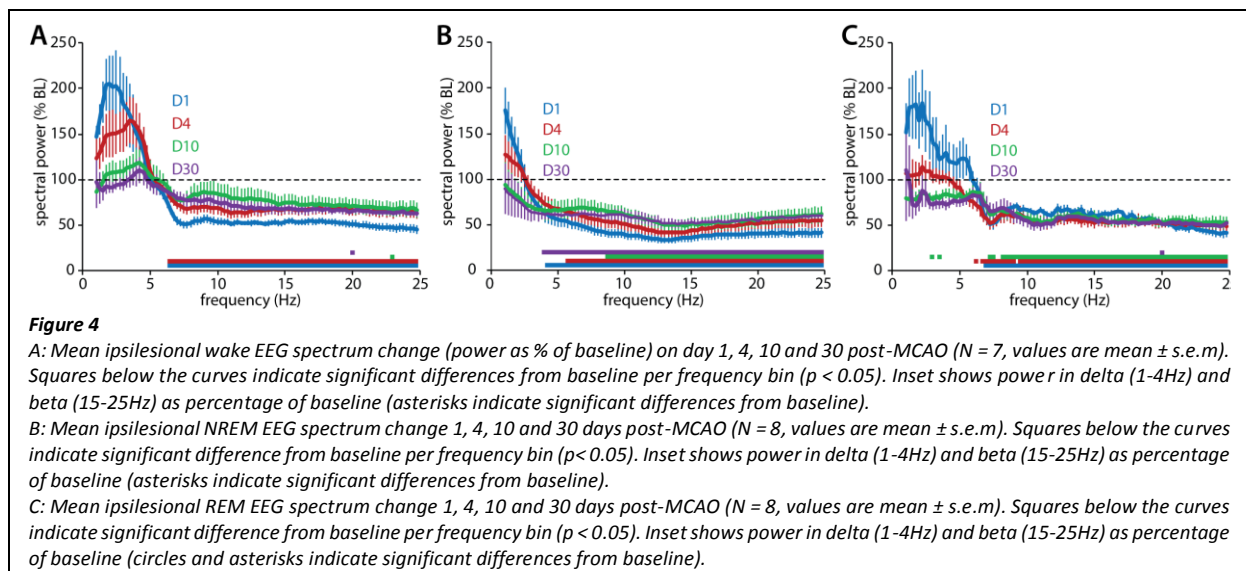 A B C
250 250 250
200 200 200
150 150 150
100 100 100
50 50 50
0 0 0
spectral power (% BL) spectral power (% BL) spectral power (% BL)
D1 D1 D1
D4 D4 D4
D10 D10 D10
D30 D30 D30
0 5 10 15 20 25 0 5 10 15 20 25 0 5 10 15 20 2
frequency (Hz) frequency (Hz) frequency (Hz)
Figure 4
A: Mean ipsilesional wake EEG spectrum change (power as % of baseline) on day 1, 4, 10 and 30 post-MCAO (N = 7, values are mean ± s.e.m).
Squares below the curves indicate significant differences from baseline per frequency bin (p < 0.05). Inset shows power in delta (1-4Hz) and
beta (15-25Hz) as percentage of baseline (asterisks indicate significant differences from baseline).
B: Mean ipsilesional NREM EEG spectrum change 1, 4, 10 and 30 days post-MCAO (N = 8, values are mean ± s.e.m). Squares below the curves
indicate significant difference from baseline per frequency bin (p< 0.05). Inset shows power in delta (1-4Hz) and beta (15-25Hz) as percentage
of baseline (asterisks indicate significant differences from baseline).
C: Mean ipsilesional REM EEG spectrum change 1, 4, 10 and 30 days post-MCAO (N = 8, values are mean ± s.e.m). Squares below the curves
indicate significant difference from baseline per frequency bin (p < 0.05). Inset shows power in delta (1-4Hz) and beta (15-25Hz) as percentage
of baseline (circles and asterisks indicate significant differences from baseline).